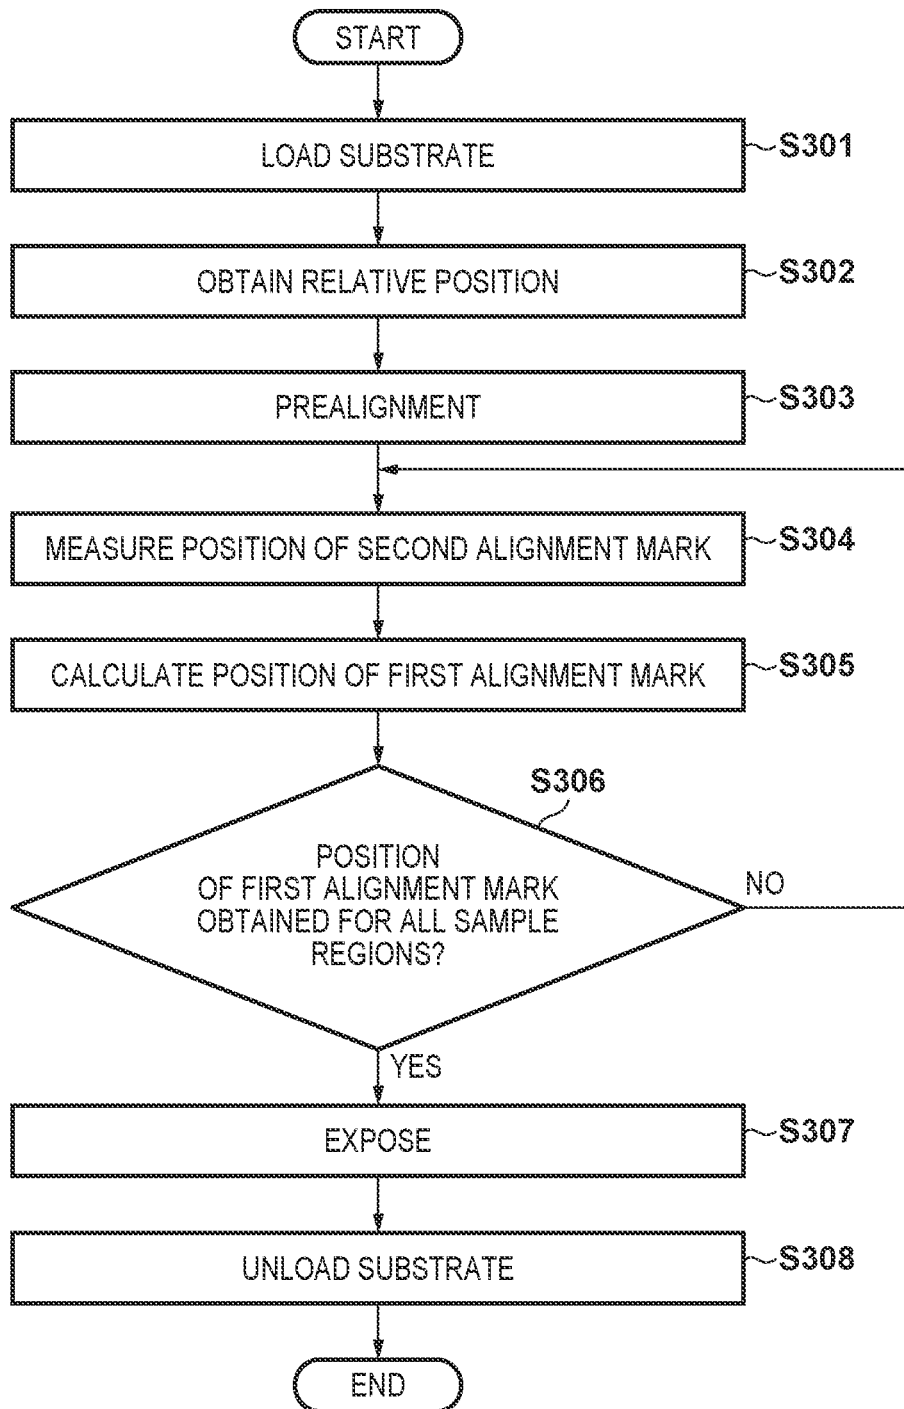 START
LOAD SUBSTRATE
S301
OBTAIN RELATIVE POSITION
S302
PREALIGNMENT
S303
MEASURE POSITION OF SECOND ALIGNMENT MARK
S304
CALCULATE POSITION OF FIRST ALIGNMENT MARK
S305
S306
POSITION
OF FIRST ALIGNMENT MARK
OBTAINED FOR ALL SAMPLE
REGIONS?
NO
YES
EXPOSE
S307
UNLOAD SUBSTRATE
S308
END